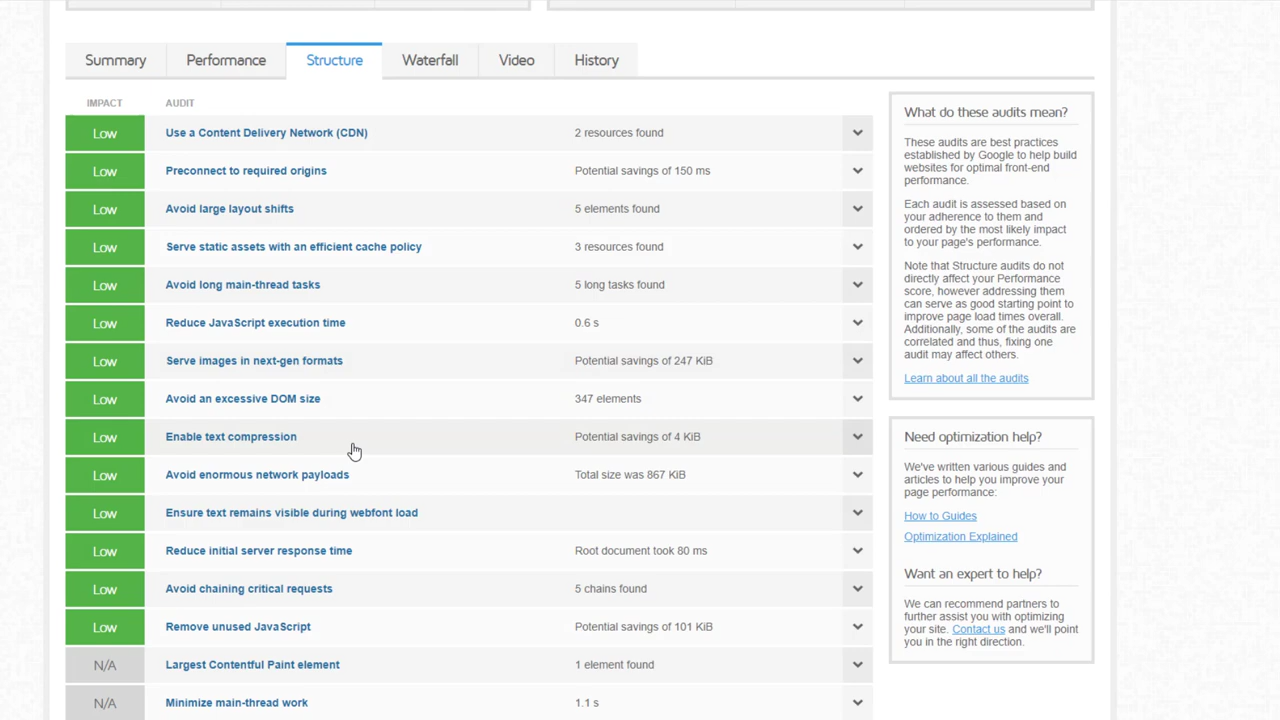 Summary Performance Structure Waterfall Video History
IMPACT AUDIT
Low Use a Content Delivery Network (CDN) 2 resources found
Low Preconnect to required origins Potential savings of 150 ms
Low Avoid large layout shifts 5 elements found
Low Serve static assets with an efficient cache policy 3 resources found
Low Avoid long main-thread tasks 5 long tasks found
Low Reduce JavaScript execution time 0.6 s
Low Serve images in next-gen formats Potential savings of 247 KiB
Low Avoid an excessive DOM size 347 elements
Low Enable text compression Potential savings of 4 KiB
Low Avoid enormous network payloads Total size was 867 KiB
Low Ensure text remains visible during webfont load
Low Reduce initial server response time Root document took 80 ms
Low Avoid chaining critical requests 5 chains found
Low Remove unused JavaScript Potential savings of 101 KiB
N/A Largest Contentful Paint element 1 element found
N/A Minimize main-thread work 1.1 s
What do these audits mean?
These audits are best practices
established by Google to help build
websites for optimal front-end
performance.
Each audit is assessed based on
your adherence to them and
ordered by the most likely impact
to your page's performance.
Note that Structure audits do not
directly affect your Performance
score, however addressing them
can serve as good starting point to
improve page load times overall.
Additionally, some of the audits are
correlated and thus, fixing one
audit may affect others.
Learn about all the audits
Need optimization help?
We've written various guides and
articles to help you improve your
page performance:
How to Guides
Optimization Explained
Want an expert to help?
We can recommend partners to
further assist you with optimizing
your site. Contact us and we'll point
you in the right direction.